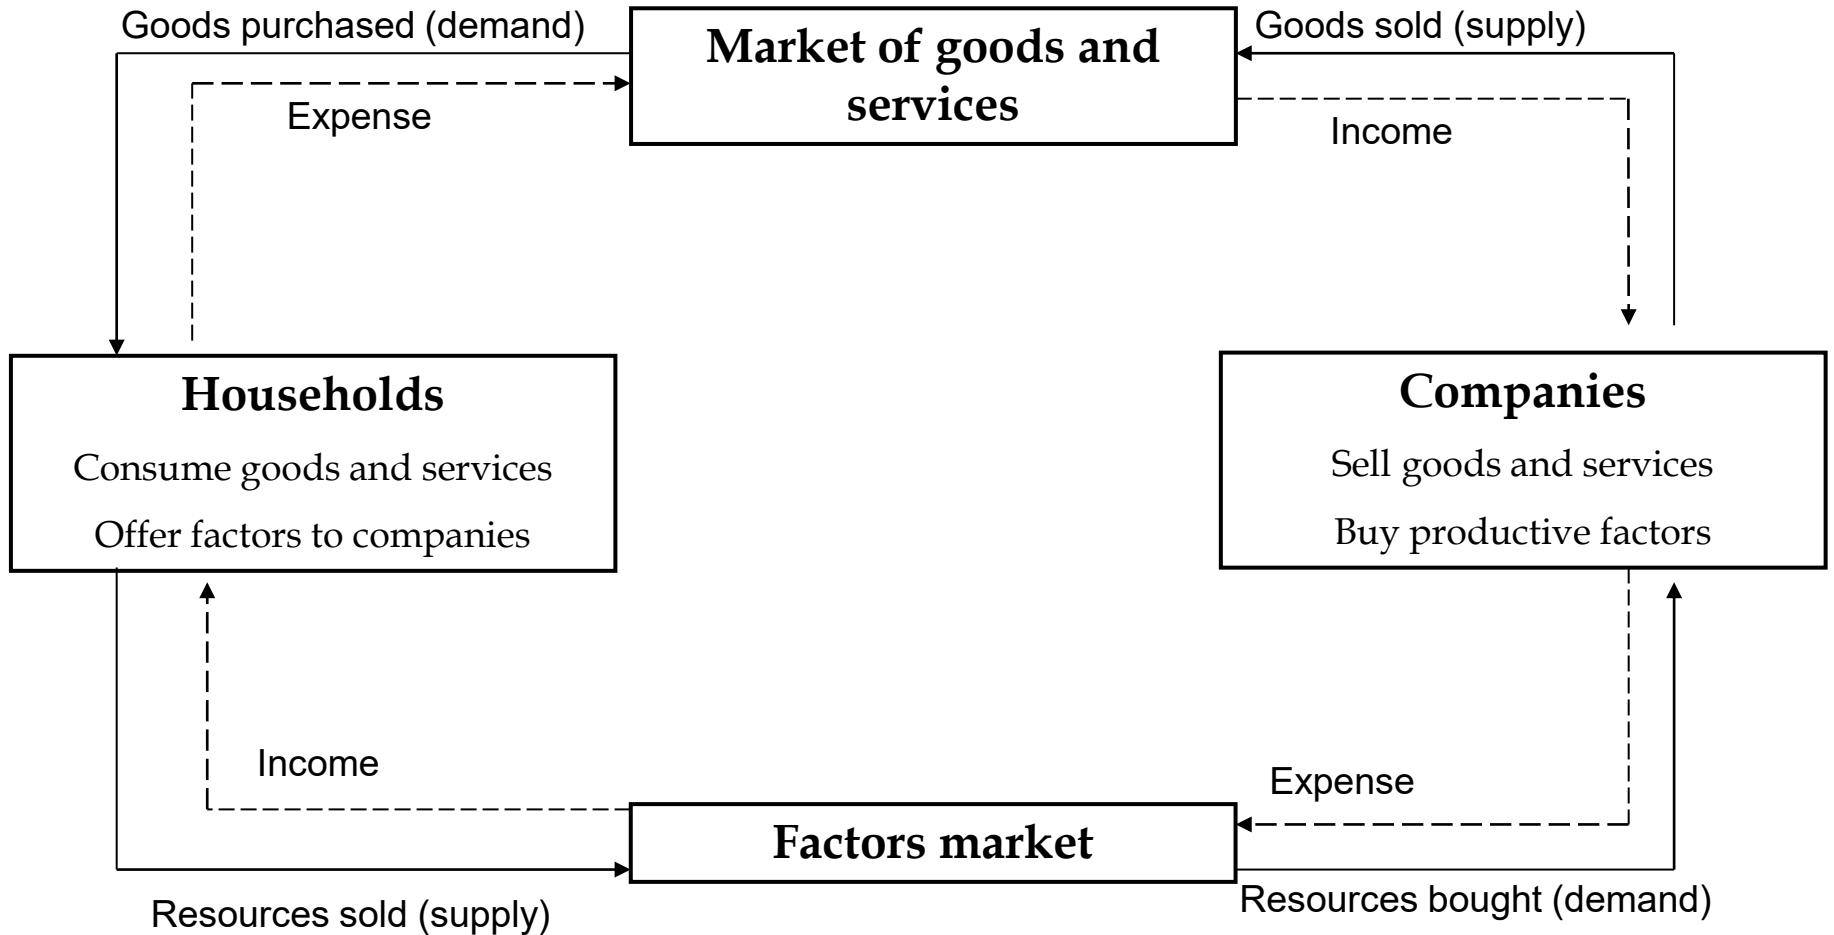 Goods purchased (demand)
Market of goods and
services
Goods sold (supply)
Expense
Income
Households
Consume goods and services
Offer factors to companies
Companies
Sell goods and services
Buy productive factors
Income
Expense
Factors market
Resources sold (supply)
Resources bought (demand)